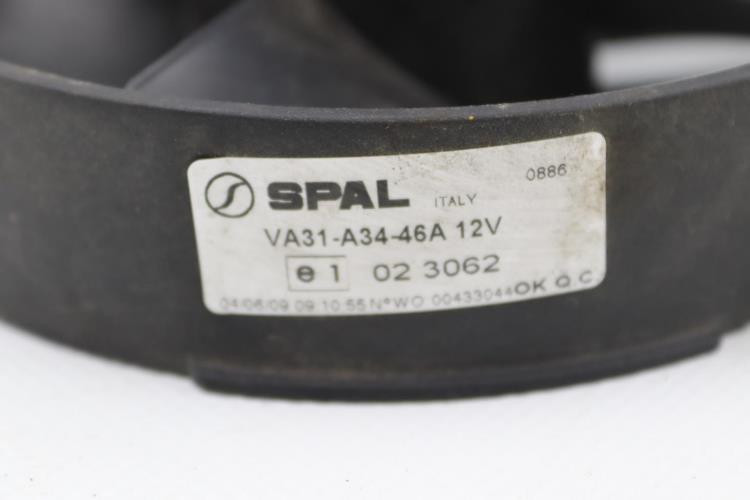 SPAL ITALY 0886
VA31-A34-46A 12V
e1 02 3062
04/06/09 09 10:55 N°WO 00433044 OK Q.C